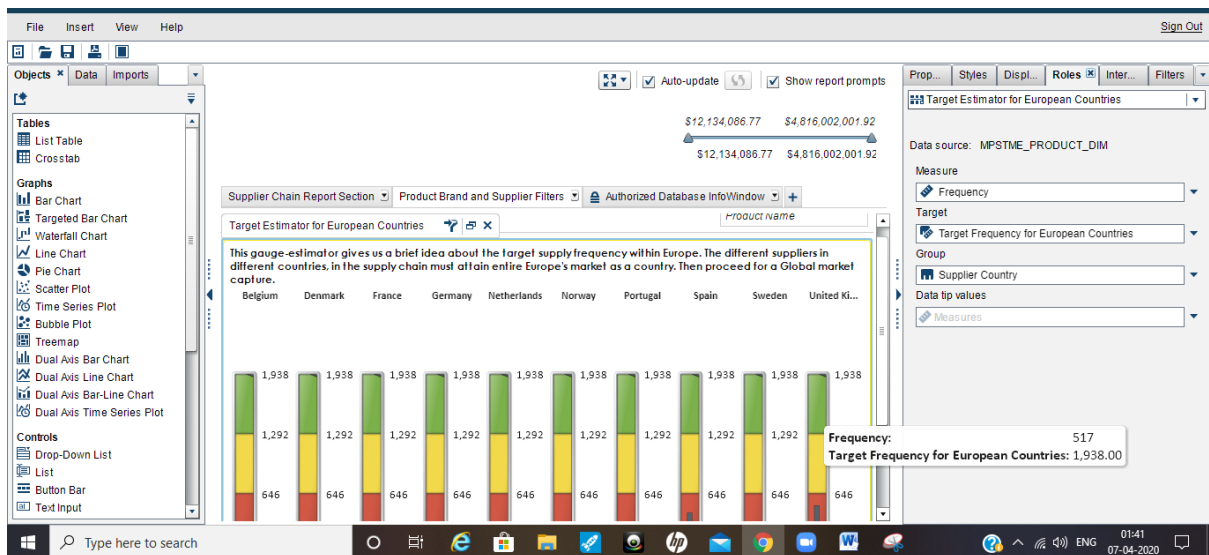 File Insert View Help Sign Out
Objects Data Imports
Auto-update Show report prompts
Prop... Styles Displ... Roles Inter... Filters
Target Estimator for European Countries
$12,134,086.77 $4,816,002,001.92
$12,134,086.77 $4,816,002,001.92
Data source: MPSTME_PRODUCT_DIM
Measure
Frequency
Target
Target Frequency for European Countries
Group
Supplier Country
Data tip values
Measures
Tables
List Table
Crosstab
Graphs
Bar Chart
Targeted Bar Chart
Waterfall Chart
Line Chart
Pie Chart
Scatter Plot
Time Series Plot
Bubble Plot
Treemap
Dual Axis Bar Chart
Dual Axis Line Chart
Dual Axis Bar-Line Chart
Dual Axis Time Series Plot
Controls
Drop-Down List
List
Button Bar
Text Input
Supplier Chain Report Section Product Brand and Supplier Filters Authorized Database InfoWindow
Product Name
Target Estimator for European Countries
This gauge-estimator gives us a brief idea about the target supply frequency within Europe. The different suppliers in
different countries, in the supply chain must attain entire Europe's market as a country. Then proceed for a Global market
capture.
Belgium Denmark France Germany Netherlands Norway Portugal Spain Sweden United Ki...
1,938 1,938 1,938 1,938 1,938 1,938 1,938 1,938 1,938 1,938
1,292 1,292 1,292 1,292 1,292 1,292 1,292 1,292 1,292
646 646 646 646 646 646 646 646 646 646
Frequency: 517
Target Frequency for European Countries: 1,938.00
Type here to search
hp
W
ENG
01:41
07-04-2020